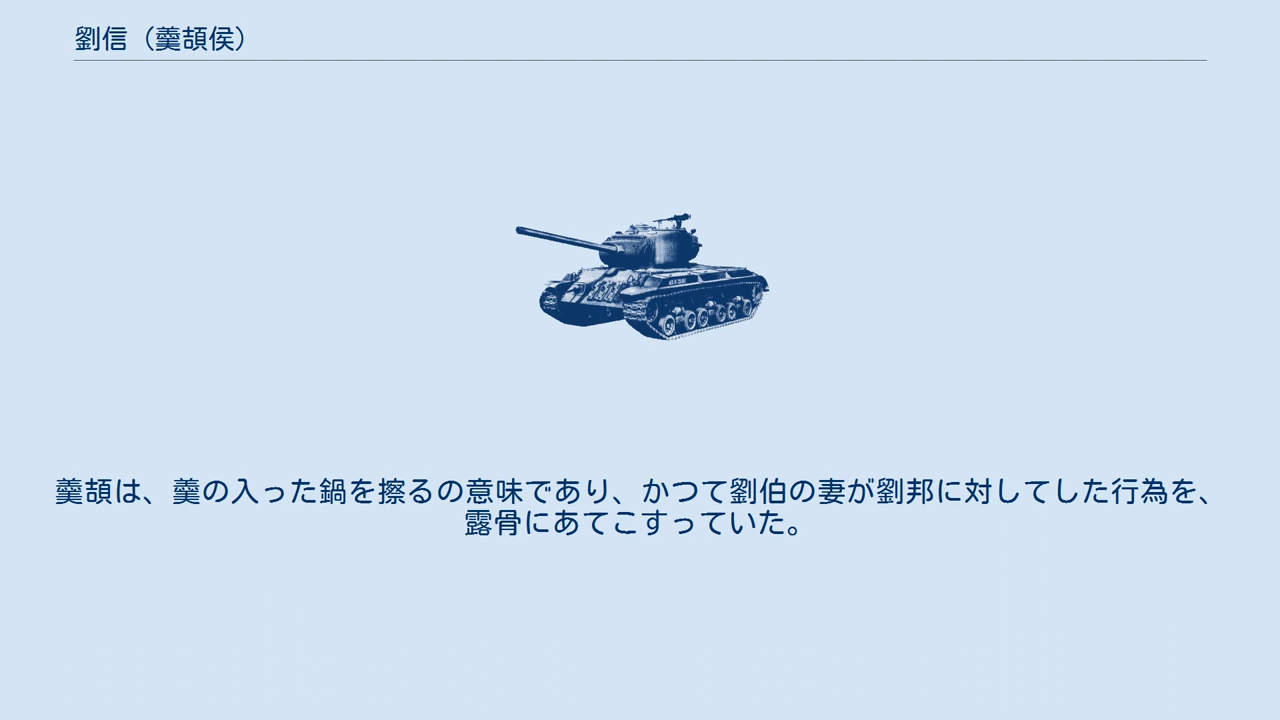 劉信（羹頡侯）
羹頡は、羹の入った鍋を擦るの意味であり、かつて劉伯の妻が劉邦に対してした行為を、
露骨にあてこすっていた。